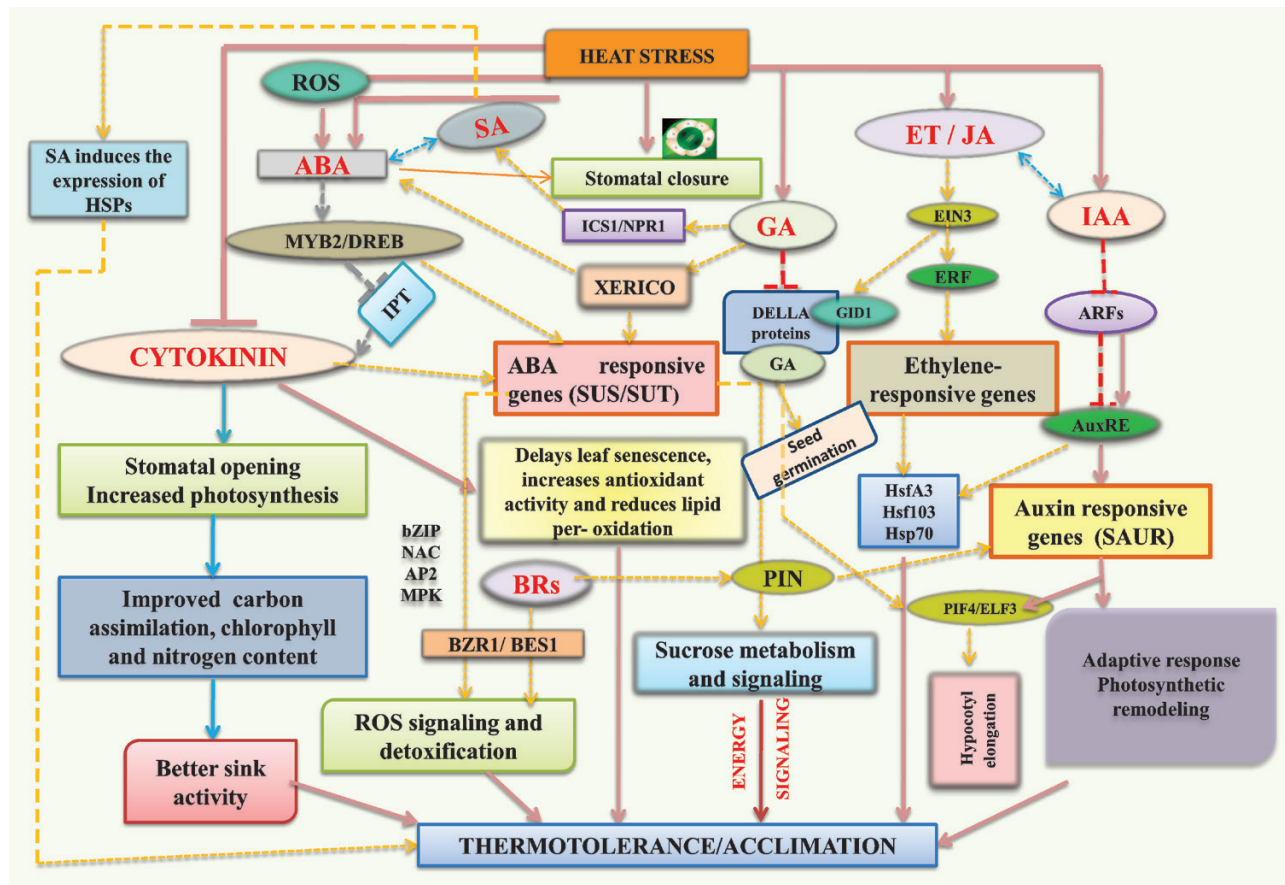 HEAT STRESS
ROS
SA
ET / JA
SA induces the
expression of
HSPs
ABA
Stomatal closure
ICS1/NPR1
GA
EIN3
IAA
MYB2/DREB
XERICO
ERF
IPT
DELLA
proteins
GID1
ARFs
CYTOKININ
GA
ABA responsive
genes (SUS/SUT)
Ethylene-
responsive genes
AuxRE
Seed
germination
Stomatal opening
Increased photosynthesis
Delays leaf senescence,
increases antioxidant
activity and reduces lipid
per- oxidation
HsfA3
Hsf103
Hsp70
Auxin responsive
genes (SAUR)
bZIP
NAC
AP2
MPK
BRs
PIN
PIF4/ELF3
Improved carbon
assimilation, chlorophyll
and nitrogen content
BZR1/ BES1
Sucrose metabolism
and signaling
Adaptive response
Photosynthetic
remodeling
ROS signaling and
detoxification
ENERGY
SIGNALING
Hypocotyl
elongation
Better sink
activity
THERMOTOLERANCE/ACCLIMATION